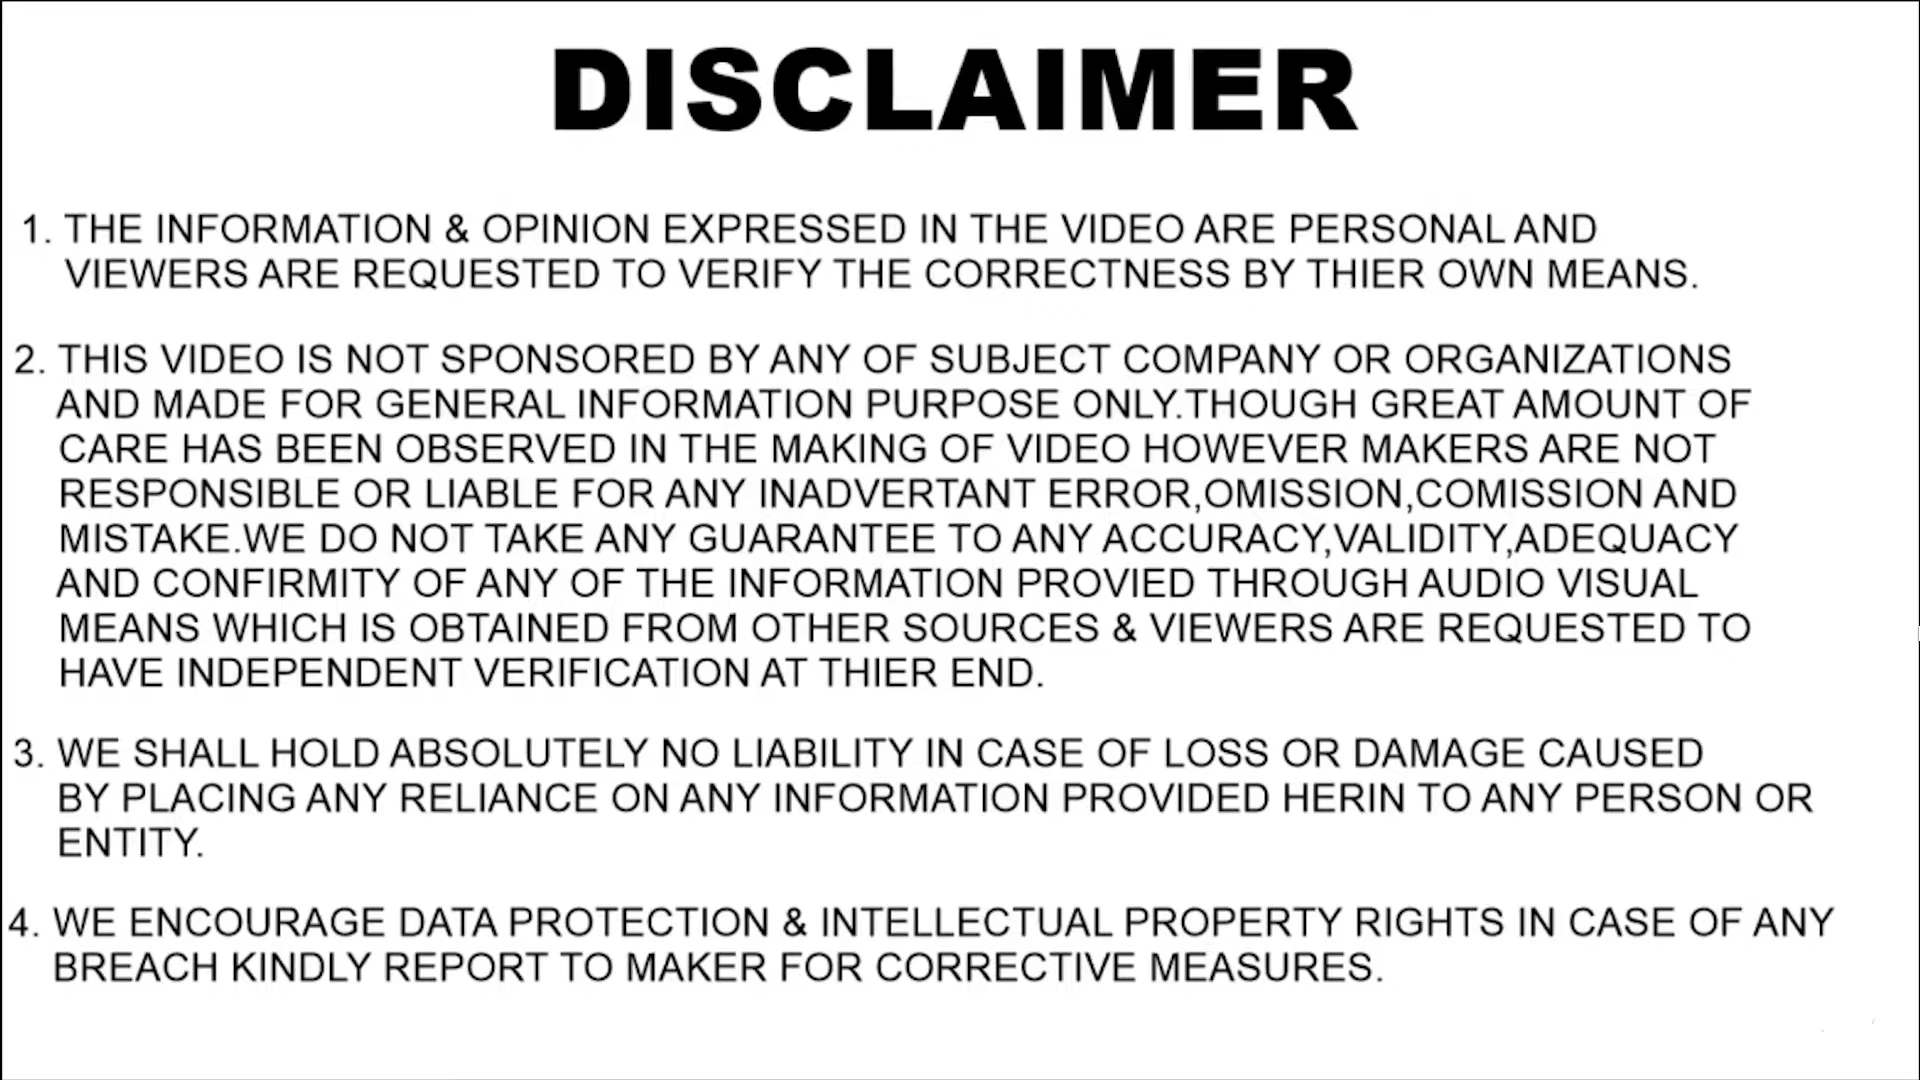 DISCLAIMER
1. THE INFORMATION & OPINION EXPRESSED IN THE VIDEO ARE PERSONAL AND
VIEWERS ARE REQUESTED TO VERIFY THE CORRECTNESS BY THIER OWN MEANS.
2. THIS VIDEO IS NOT SPONSORED BY ANY OF SUBJECT COMPANY OR ORGANIZATIONS
AND MADE FOR GENERAL INFORMATION PURPOSE ONLY.THOUGH GREAT AMOUNT OF
CARE HAS BEEN OBSERVED IN THE MAKING OF VIDEO HOWEVER MAKERS ARE NOT
RESPONSIBLE OR LIABLE FOR ANY INADVERTANT ERROR,OMISSION,COMISSION AND
MISTAKE.WE DO NOT TAKE ANY GUARANTEE TO ANY ACCURACY,VALIDITY,ADEQUACY
AND CONFIRMITY OF ANY OF THE INFORMATION PROVIED THROUGH AUDIO VISUAL
MEANS WHICH IS OBTAINED FROM OTHER SOURCES & VIEWERS ARE REQUESTED TO
HAVE INDEPENDENT VERIFICATION AT THIER END.
3. WE SHALL HOLD ABSOLUTELY NO LIABILITY IN CASE OF LOSS OR DAMAGE CAUSED
BY PLACING ANY RELIANCE ON ANY INFORMATION PROVIDED HERIN TO ANY PERSON OR
ENTITY.
4. WE ENCOURAGE DATA PROTECTION & INTELLECTUAL PROPERTY RIGHTS IN CASE OF ANY
BREACH KINDLY REPORT TO MAKER FOR CORRECTIVE MEASURES.